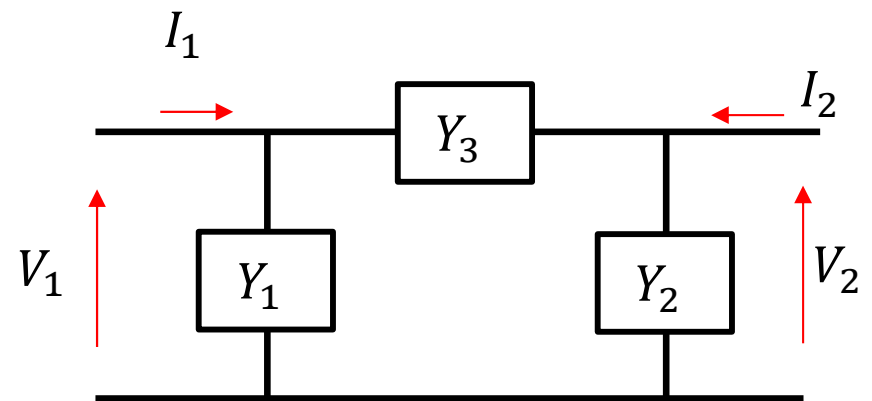 I₁
Y₃
I₂
V₁
Y₁
Y₂
V₂